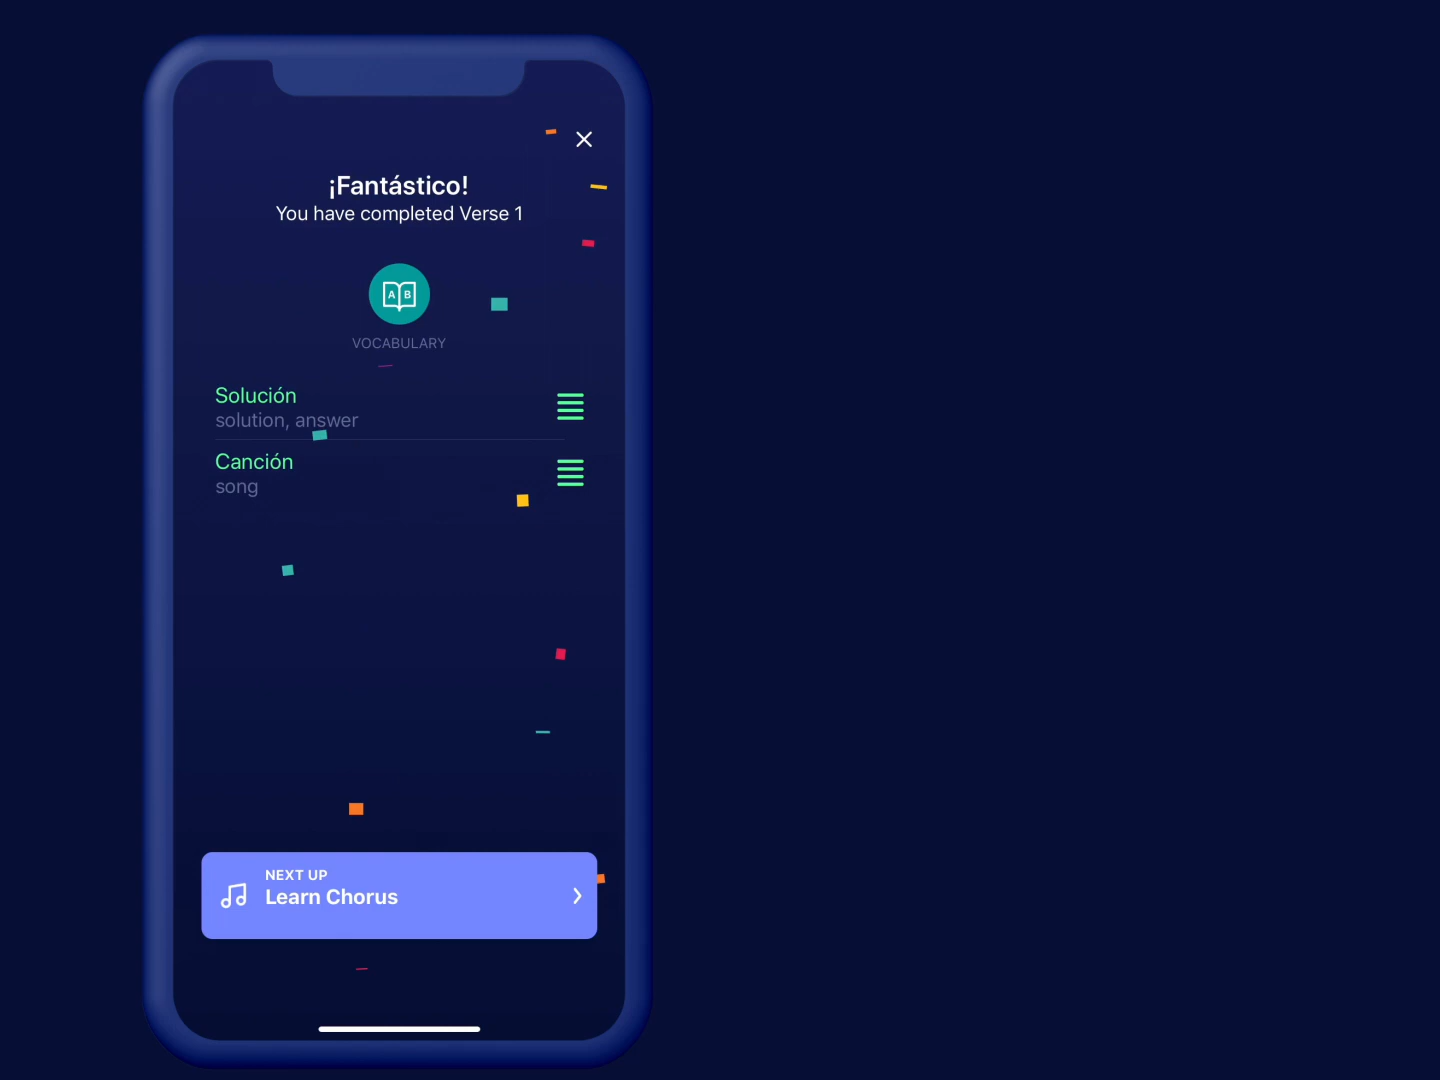 ¡Fantástico!
You have completed Verse 1
A B
VOCABULARY
Solución
solution, answer
Canción
song
NEXT UP
Learn Chorus